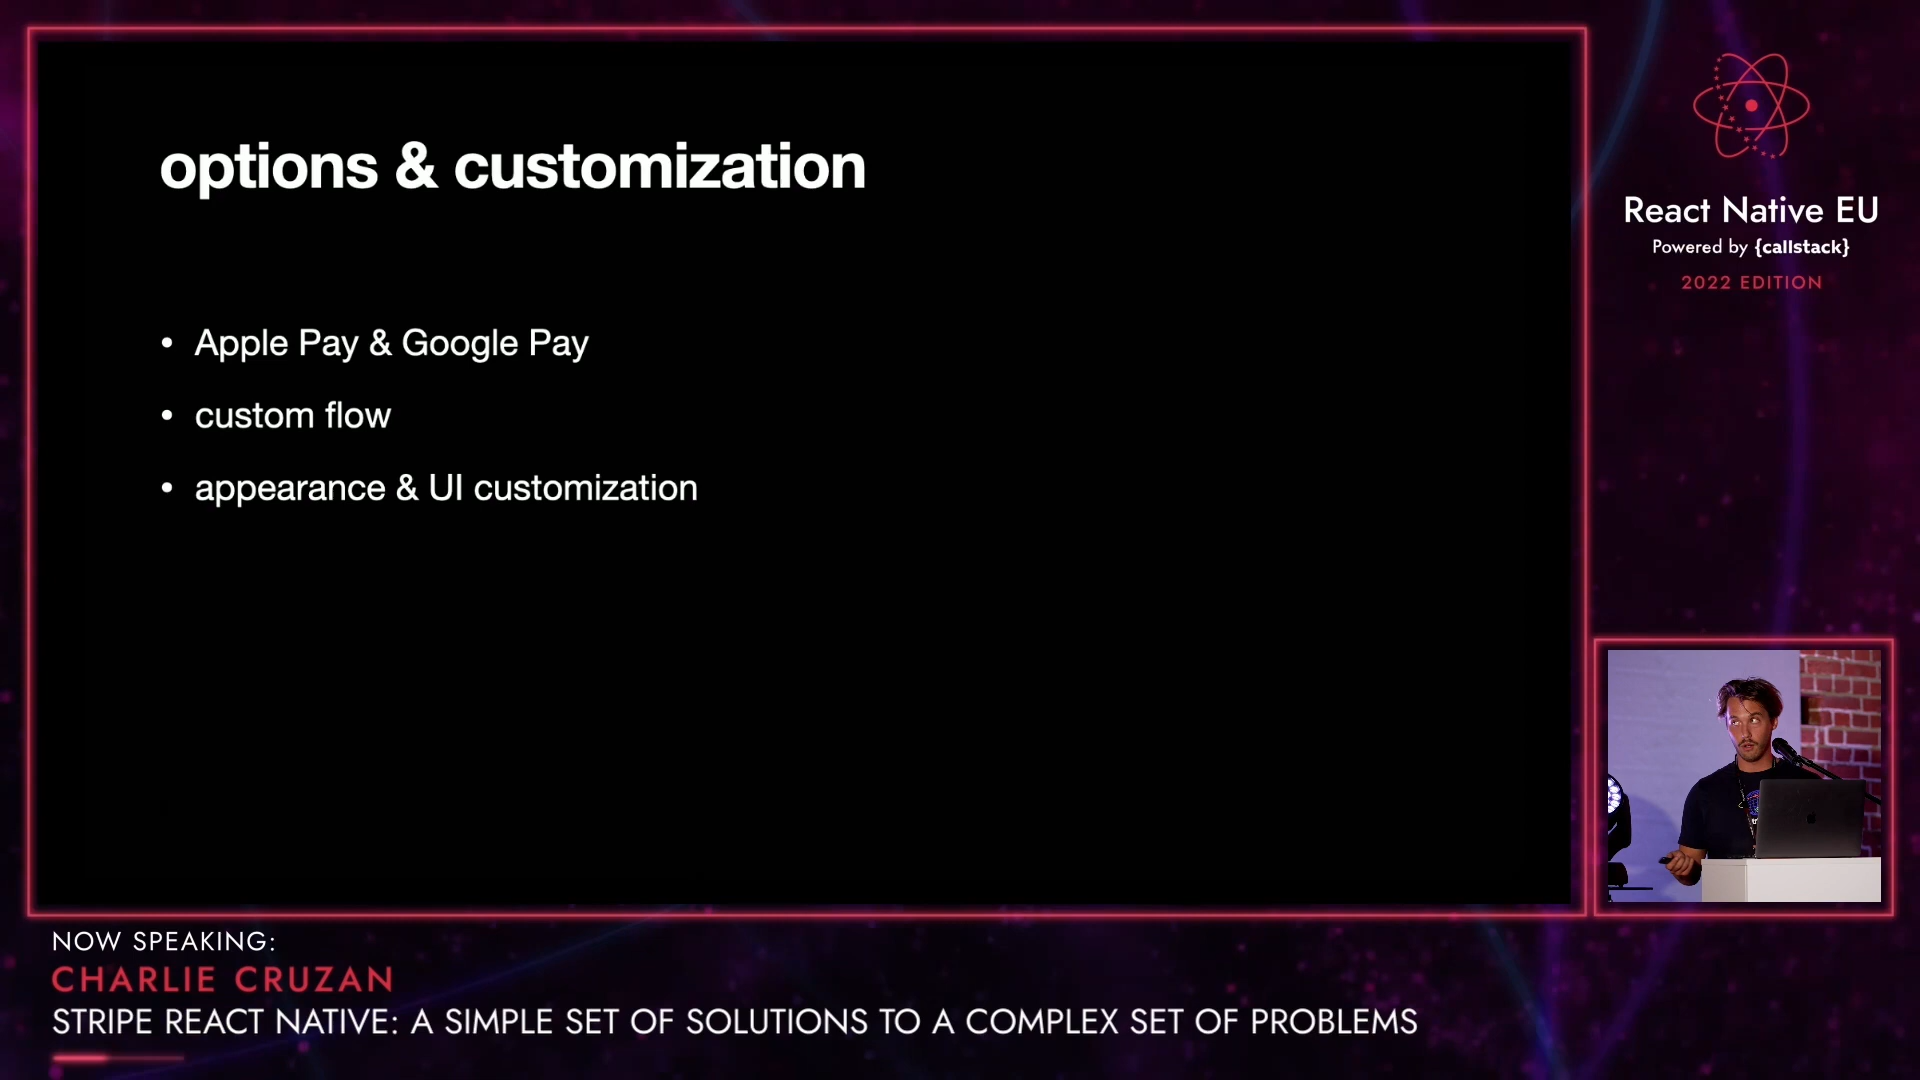 options & customization
• Apple Pay & Google Pay
• custom flow
• appearance & UI customization
React Native EU
Powered by {callstack}
2022 EDITION
NOW SPEAKING:
CHARLIE CRUZAN
STRIPE REACT NATIVE: A SIMPLE SET OF SOLUTIONS TO A COMPLEX SET OF PROBLEMS